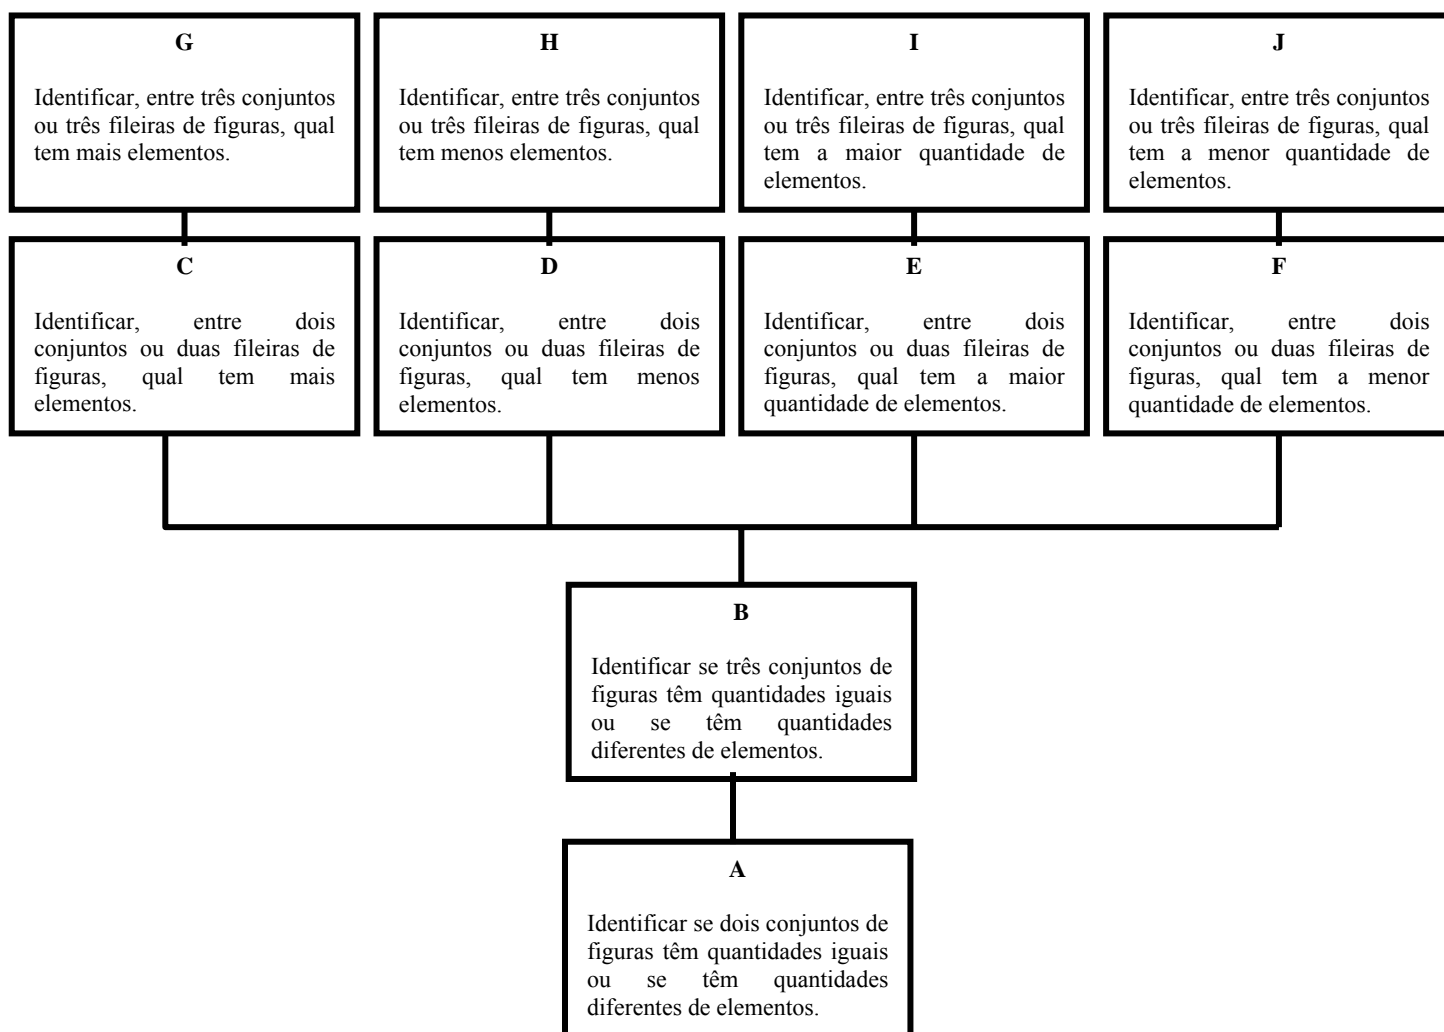 G
Identificar, entre três conjuntos
ou três fileiras de figuras, qual
tem mais elementos.
H
Identificar, entre três conjuntos
ou três fileiras de figuras, qual
tem menos elementos.
I
Identificar, entre três conjuntos
ou três fileiras de figuras, qual
tem a maior quantidade de
elementos.
J
Identificar, entre três conjuntos
ou três fileiras de figuras, qual
tem a menor quantidade de
elementos.
C
Identificar, entre dois
conjuntos ou duas fileiras de
figuras, qual tem mais
elementos.
D
Identificar, entre dois
conjuntos ou duas fileiras de
figuras, qual tem menos
elementos.
E
Identificar, entre dois
conjuntos ou duas fileiras de
figuras, qual tem a maior
quantidade de elementos.
F
Identificar, entre dois
conjuntos ou duas fileiras de
figuras, qual tem a menor
quantidade de elementos.
B
Identificar se três conjuntos de
figuras têm quantidades iguais
ou se têm quantidades
diferentes de elementos.
A
Identificar se dois conjuntos de
figuras têm quantidades iguais
ou se têm quantidades
diferentes de elementos.